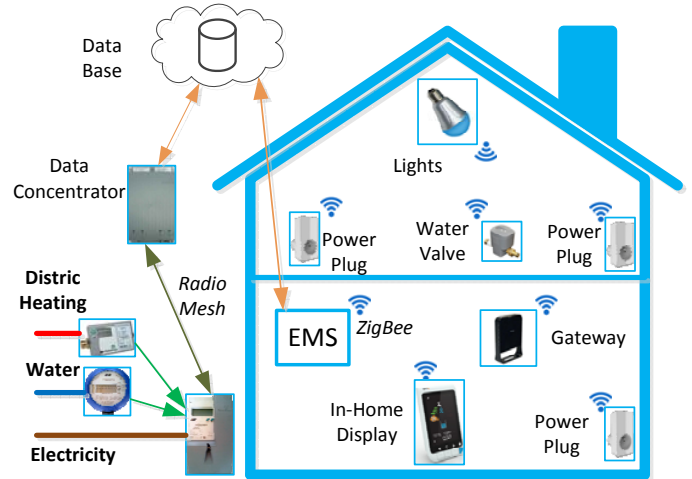 Data
Base
Lights
Data
Concentrator
Power
Plug
Water
Valve
Power
Plug
Distric
Heating
Radio
Mesh
EMS
ZigBee
Gateway
Water
In-Home
Display
Power
Plug
Electricity